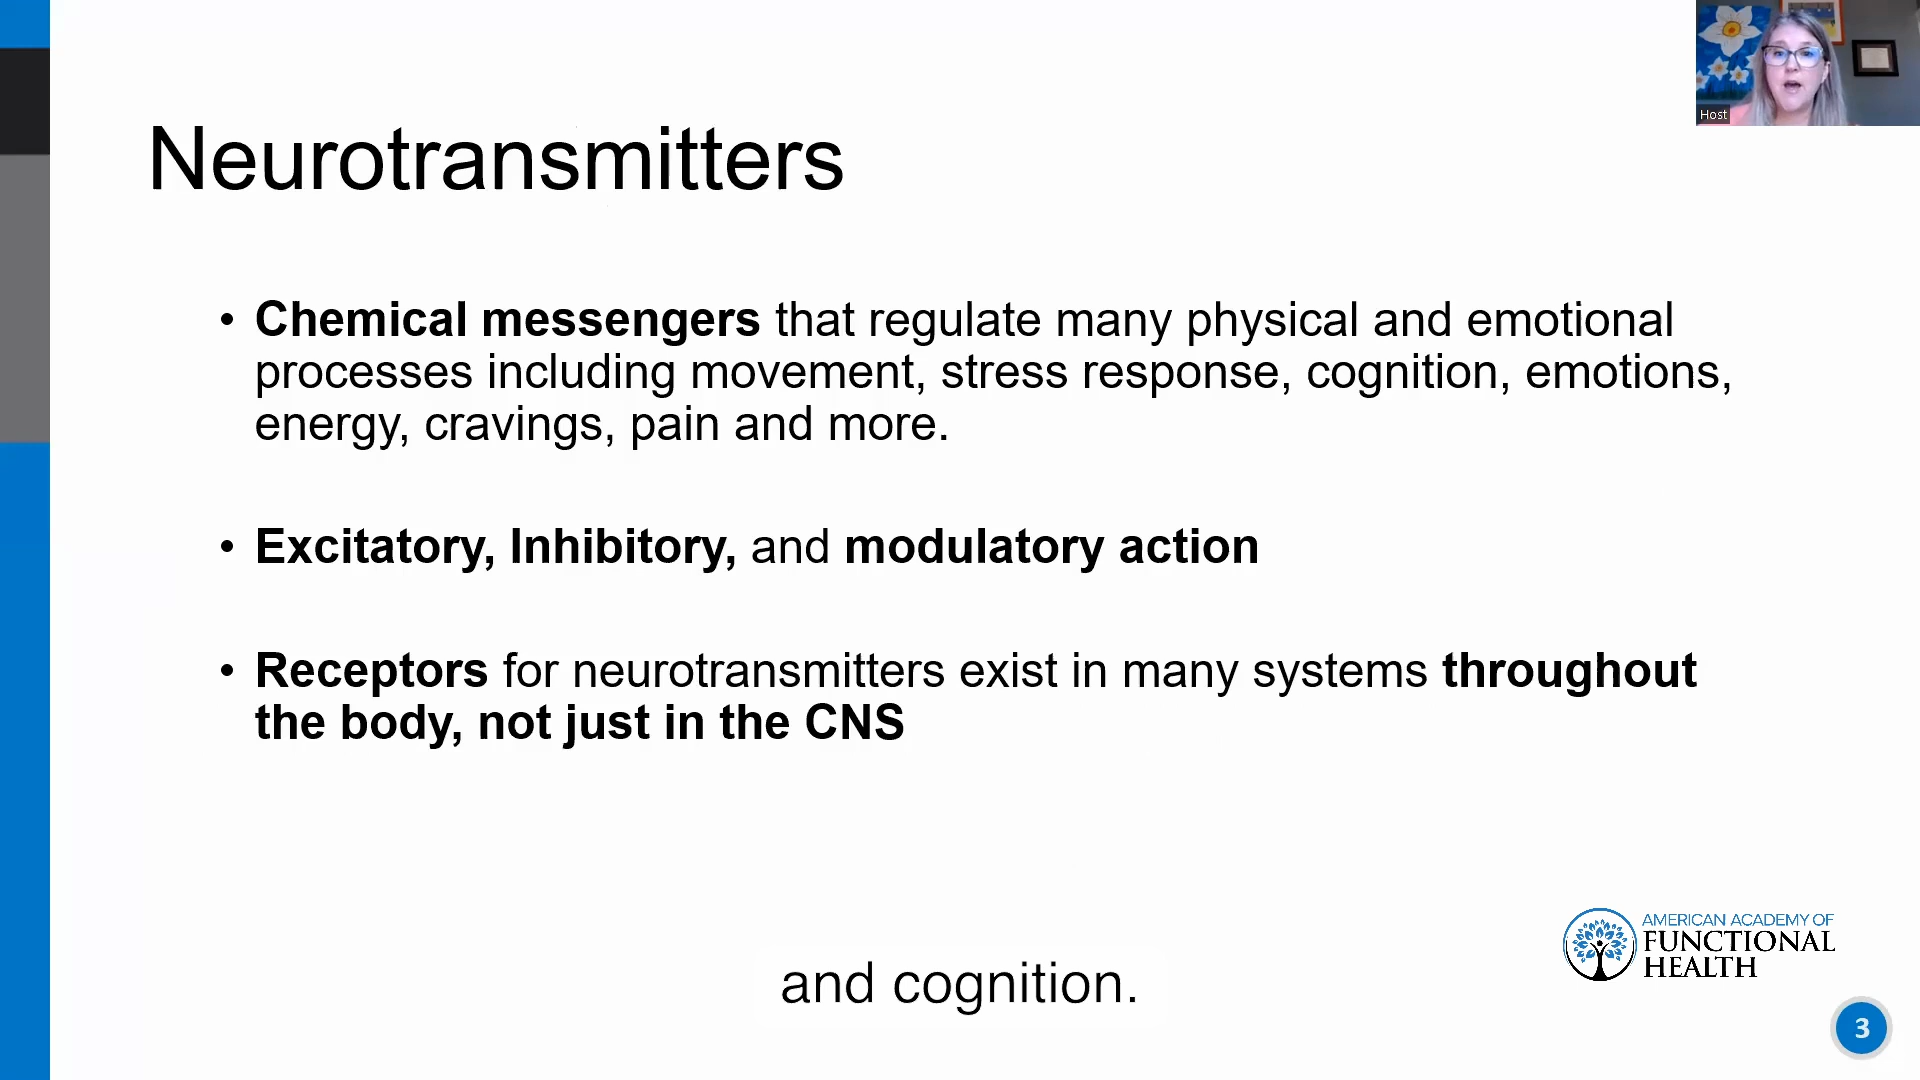 Host
Neurotransmitters
• Chemical messengers that regulate many physical and emotional
processes including movement, stress response, cognition, emotions,
energy, cravings, pain and more.
• Excitatory, Inhibitory, and modulatory action
• Receptors for neurotransmitters exist in many systems throughout
the body, not just in the CNS
AMERICAN ACADEMY OF
FUNCTIONAL
HEALTH
and cognition.
3